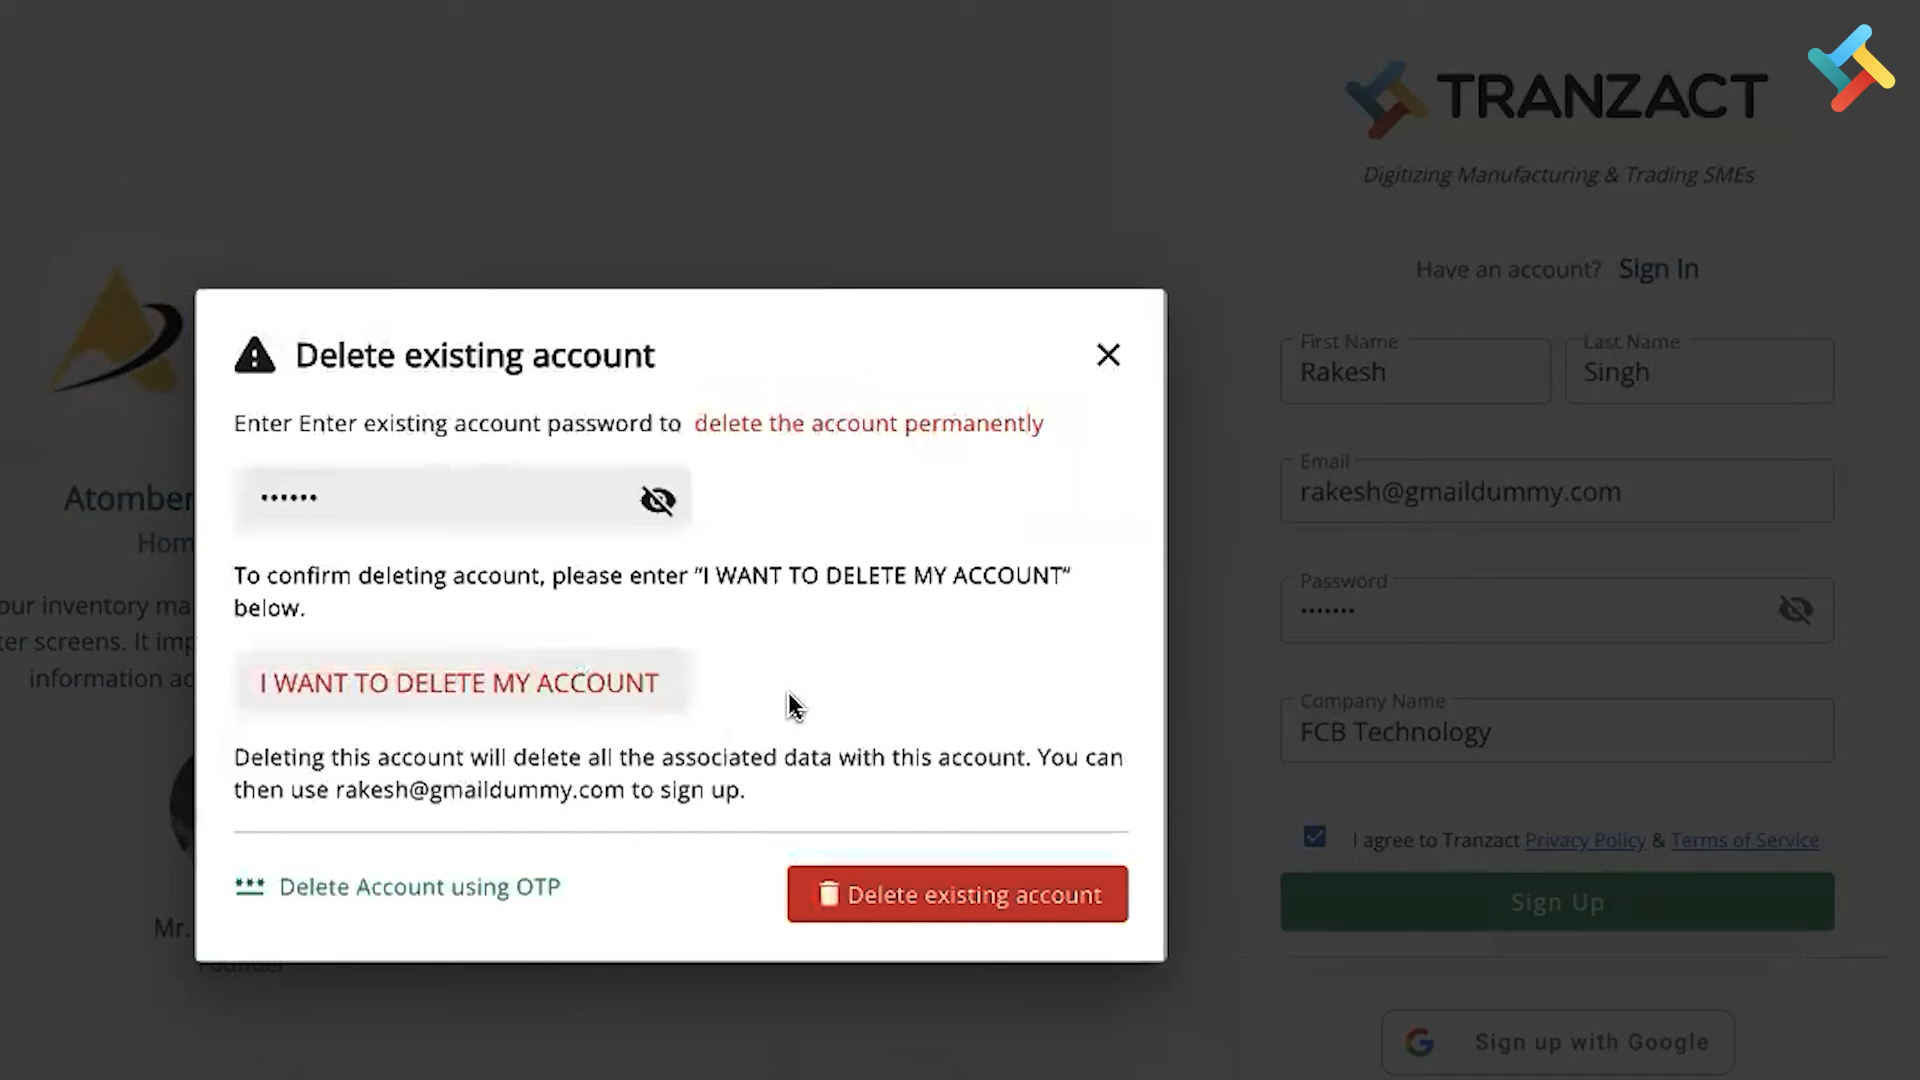 TRANZACT
Digitizing Manufacturing & Trading SMEs
Have an account? Sign In
First Name
Rakesh
Last Name
Singh
Email
rakesh@gmaildummy.com
Password
•••••••
Company Name
FCB Technology
I agree to Tranzact Privacy Policy & Terms of Service
Sign Up
Sign up with Google
Delete existing account
Enter Enter existing account password to delete the account permanently
••••••
To confirm deleting account, please enter "I WANT TO DELETE MY ACCOUNT"
below.
I WANT TO DELETE MY ACCOUNT
Deleting this account will delete all the associated data with this account. You can
then use rakesh@gmaildummy.com to sign up.
*** Delete Account using OTP
Delete existing account
Atomber
Hom
our inventory ma
ter screens. It imp
information ac
Mr.